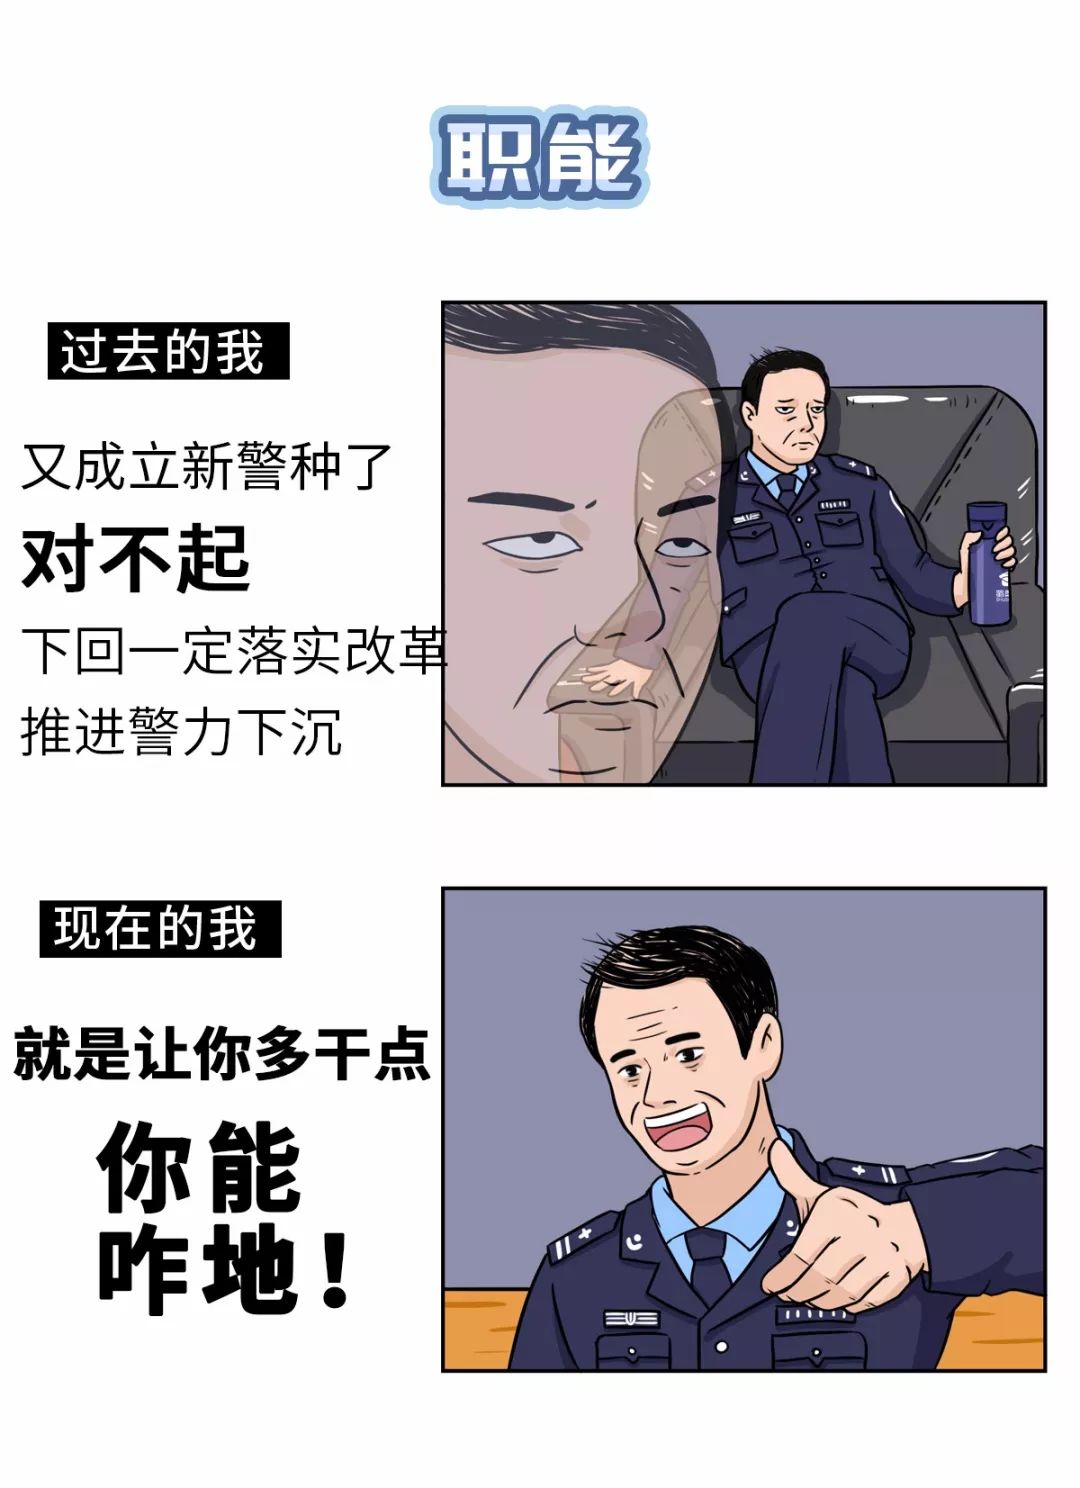 职能
过去的我
又成立新警种了
对不起
下回一定落实改革
推进警力下沉
现在的我
就是让你多干点
你能
咋地！